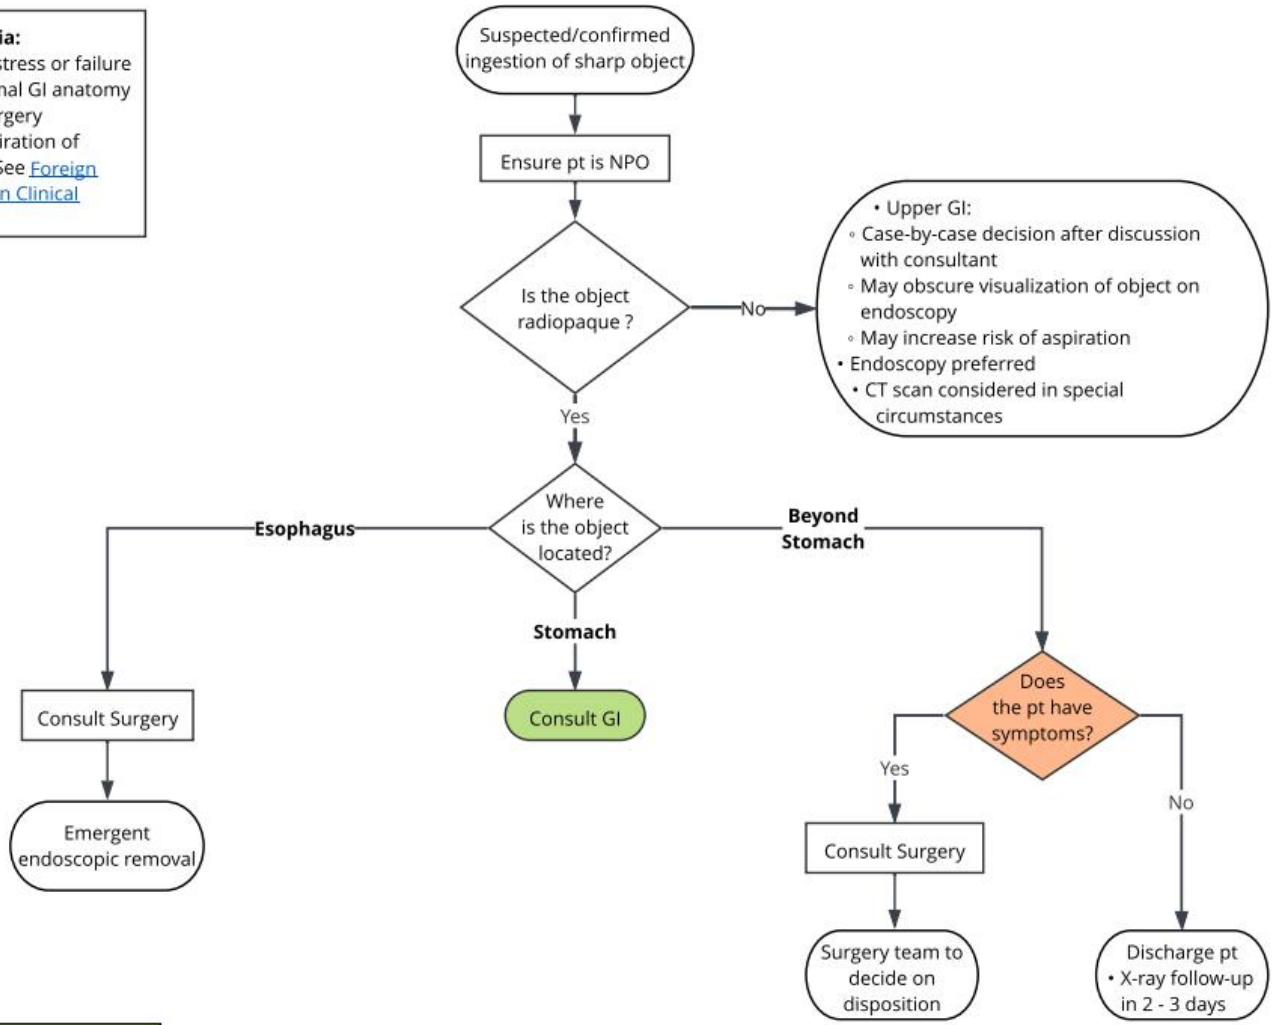 ia:
stress or failure
nal GI anatomy
rgery
iration of
See Foreign
n Clinical
Suspected/confirmed
ingestion of sharp object
Ensure pt is NPO
Is the object
radiopaque ?
No
• Upper GI:
◦ Case-by-case decision after discussion
with consultant
◦ May obscure visualization of object on
endoscopy
◦ May increase risk of aspiration
• Endoscopy preferred
• CT scan considered in special
circumstances
Yes
Where
is the object
located?
Esophagus
Beyond
Stomach
Stomach
Consult Surgery
Emergent
endoscopic removal
Consult GI
Does
the pt have
symptoms?
Yes
No
Consult Surgery
Surgery team to
decide on
disposition
Discharge pt
• X-ray follow-up
in 2 - 3 days